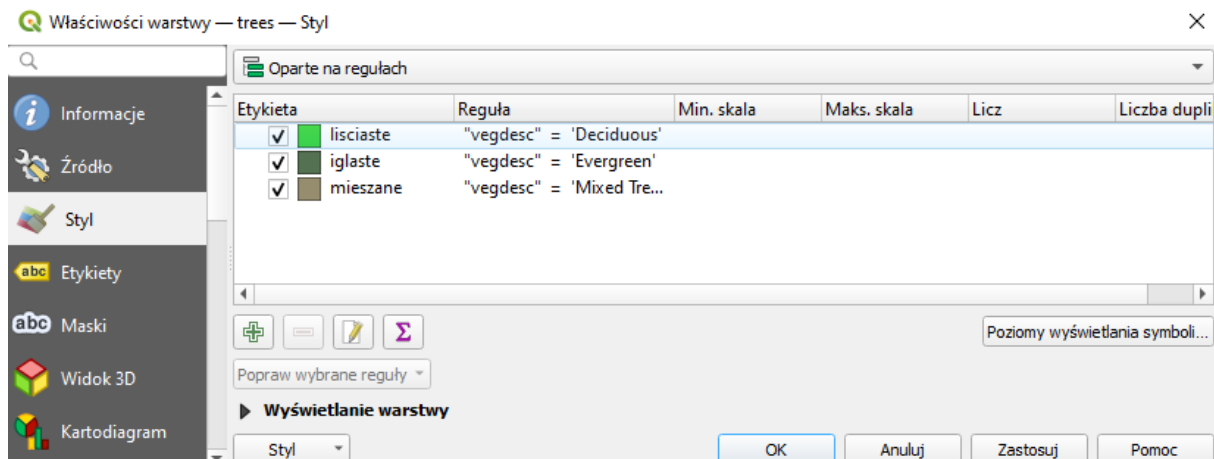 Właściwości warstwy — trees — Styl
Oparte na regułach
Informacje
Źródło
Styl
abc Etykiety
abc Maski
Widok 3D
Kartodiagram
Etykieta Reguła Min. skala Maks. skala Licz Liczba dupli
lisciaste "vegdesc" = 'Deciduous'
iglaste "vegdesc" = 'Evergreen'
mieszane "vegdesc" = 'Mixed Tre...
Σ
Poziomy wyświetlania symboli...
Popraw wybrane reguły
Wyświetlanie warstwy
Styl OK Anuluj Zastosuj Pomoc